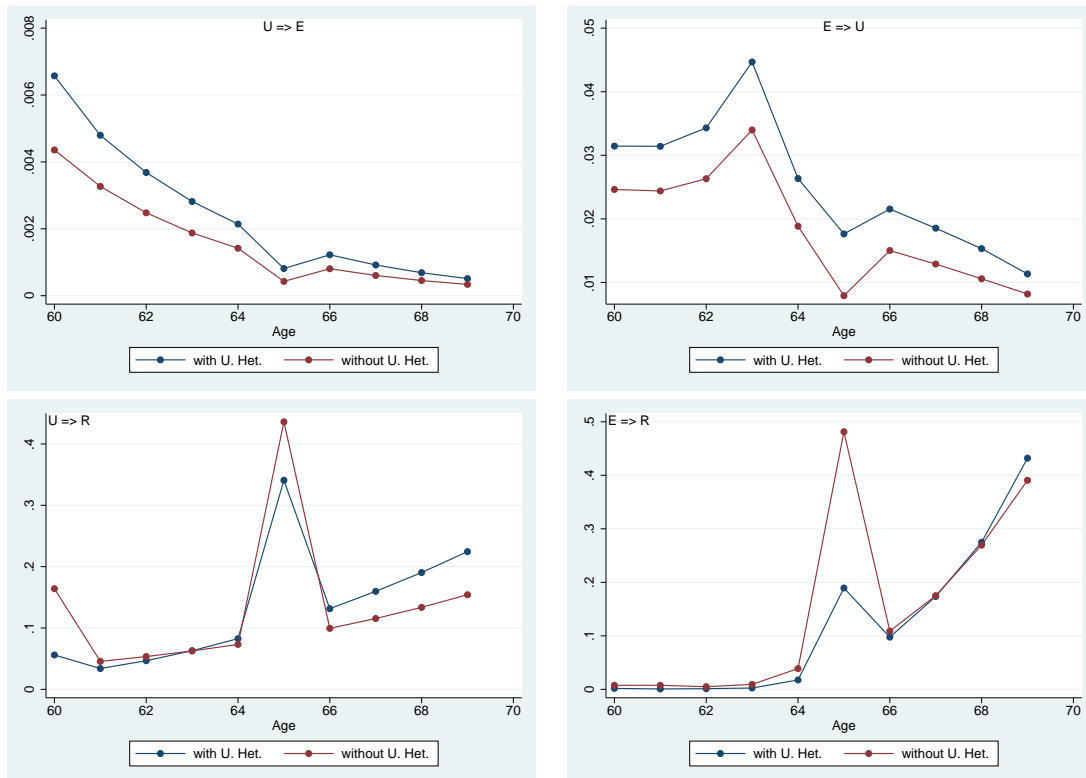 U => E
.008
.006
.004
.002
0
60 62 64 66 68 70
Age
with U. Het. without U. Het.
E => U
.05
.04
.03
.02
.01
60 62 64 66 68 70
Age
with U. Het. without U. Het.
U => R
.4
.3
.2
.1
0
60 62 64 66 68 70
Age
with U. Het. without U. Het.
E => R
.5
.4
.3
.2
.1
0
60 62 64 66 68 70
Age
with U. Het. without U. Het.